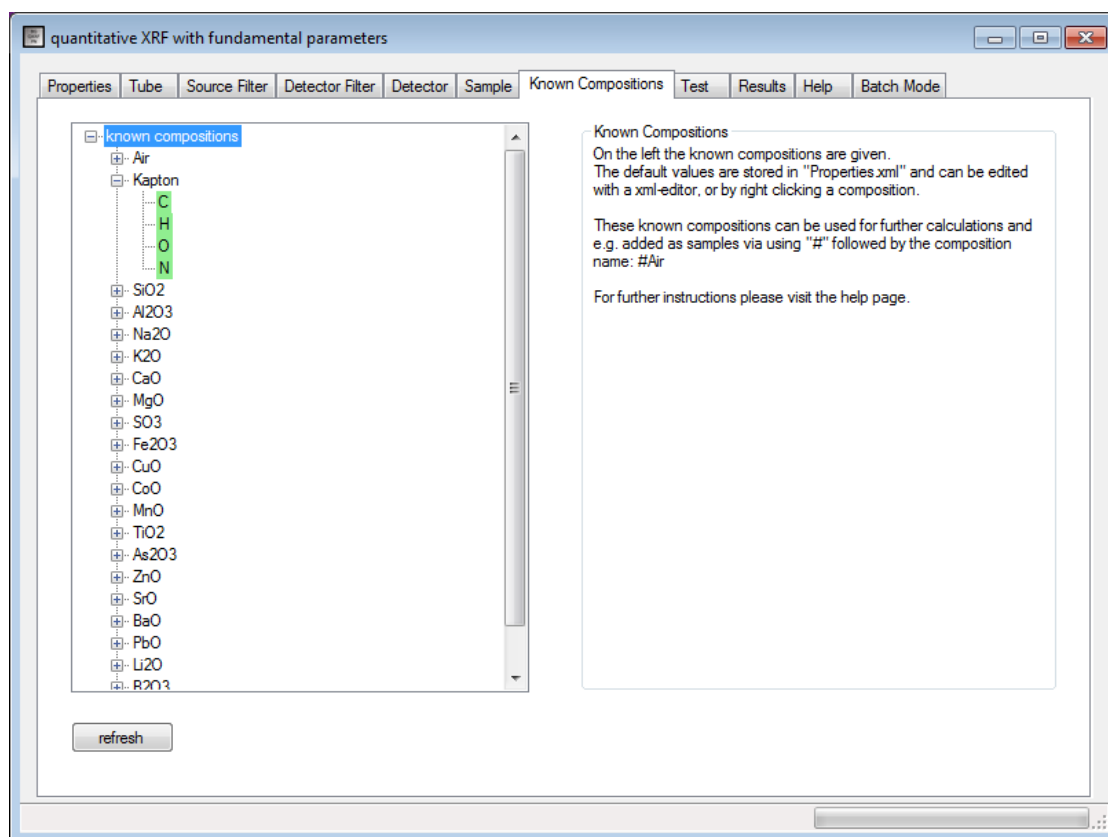 quantitative XRF with fundamental parameters
Properties Tube Source Filter Detector Filter Detector Sample Known Compositions Test Results Help Batch Mode
known compositions
Air
Kapton
C
H
O
N
SiO2
Al2O3
Na2O
K2O
CaO
MgO
SO3
Fe2O3
CuO
CoO
MnO
TiO2
As2O3
ZnO
SrO
BaO
PbO
Li2O
B2O3
refresh
Known Compositions
On the left the known compositions are given.
The default values are stored in "Properties.xml" and can be edited
with a xml-editor, or by right clicking a composition.
These known compositions can be used for further calculations and
e.g. added as samples via using "#" followed by the composition
name: #Air
For further instructions please visit the help page.